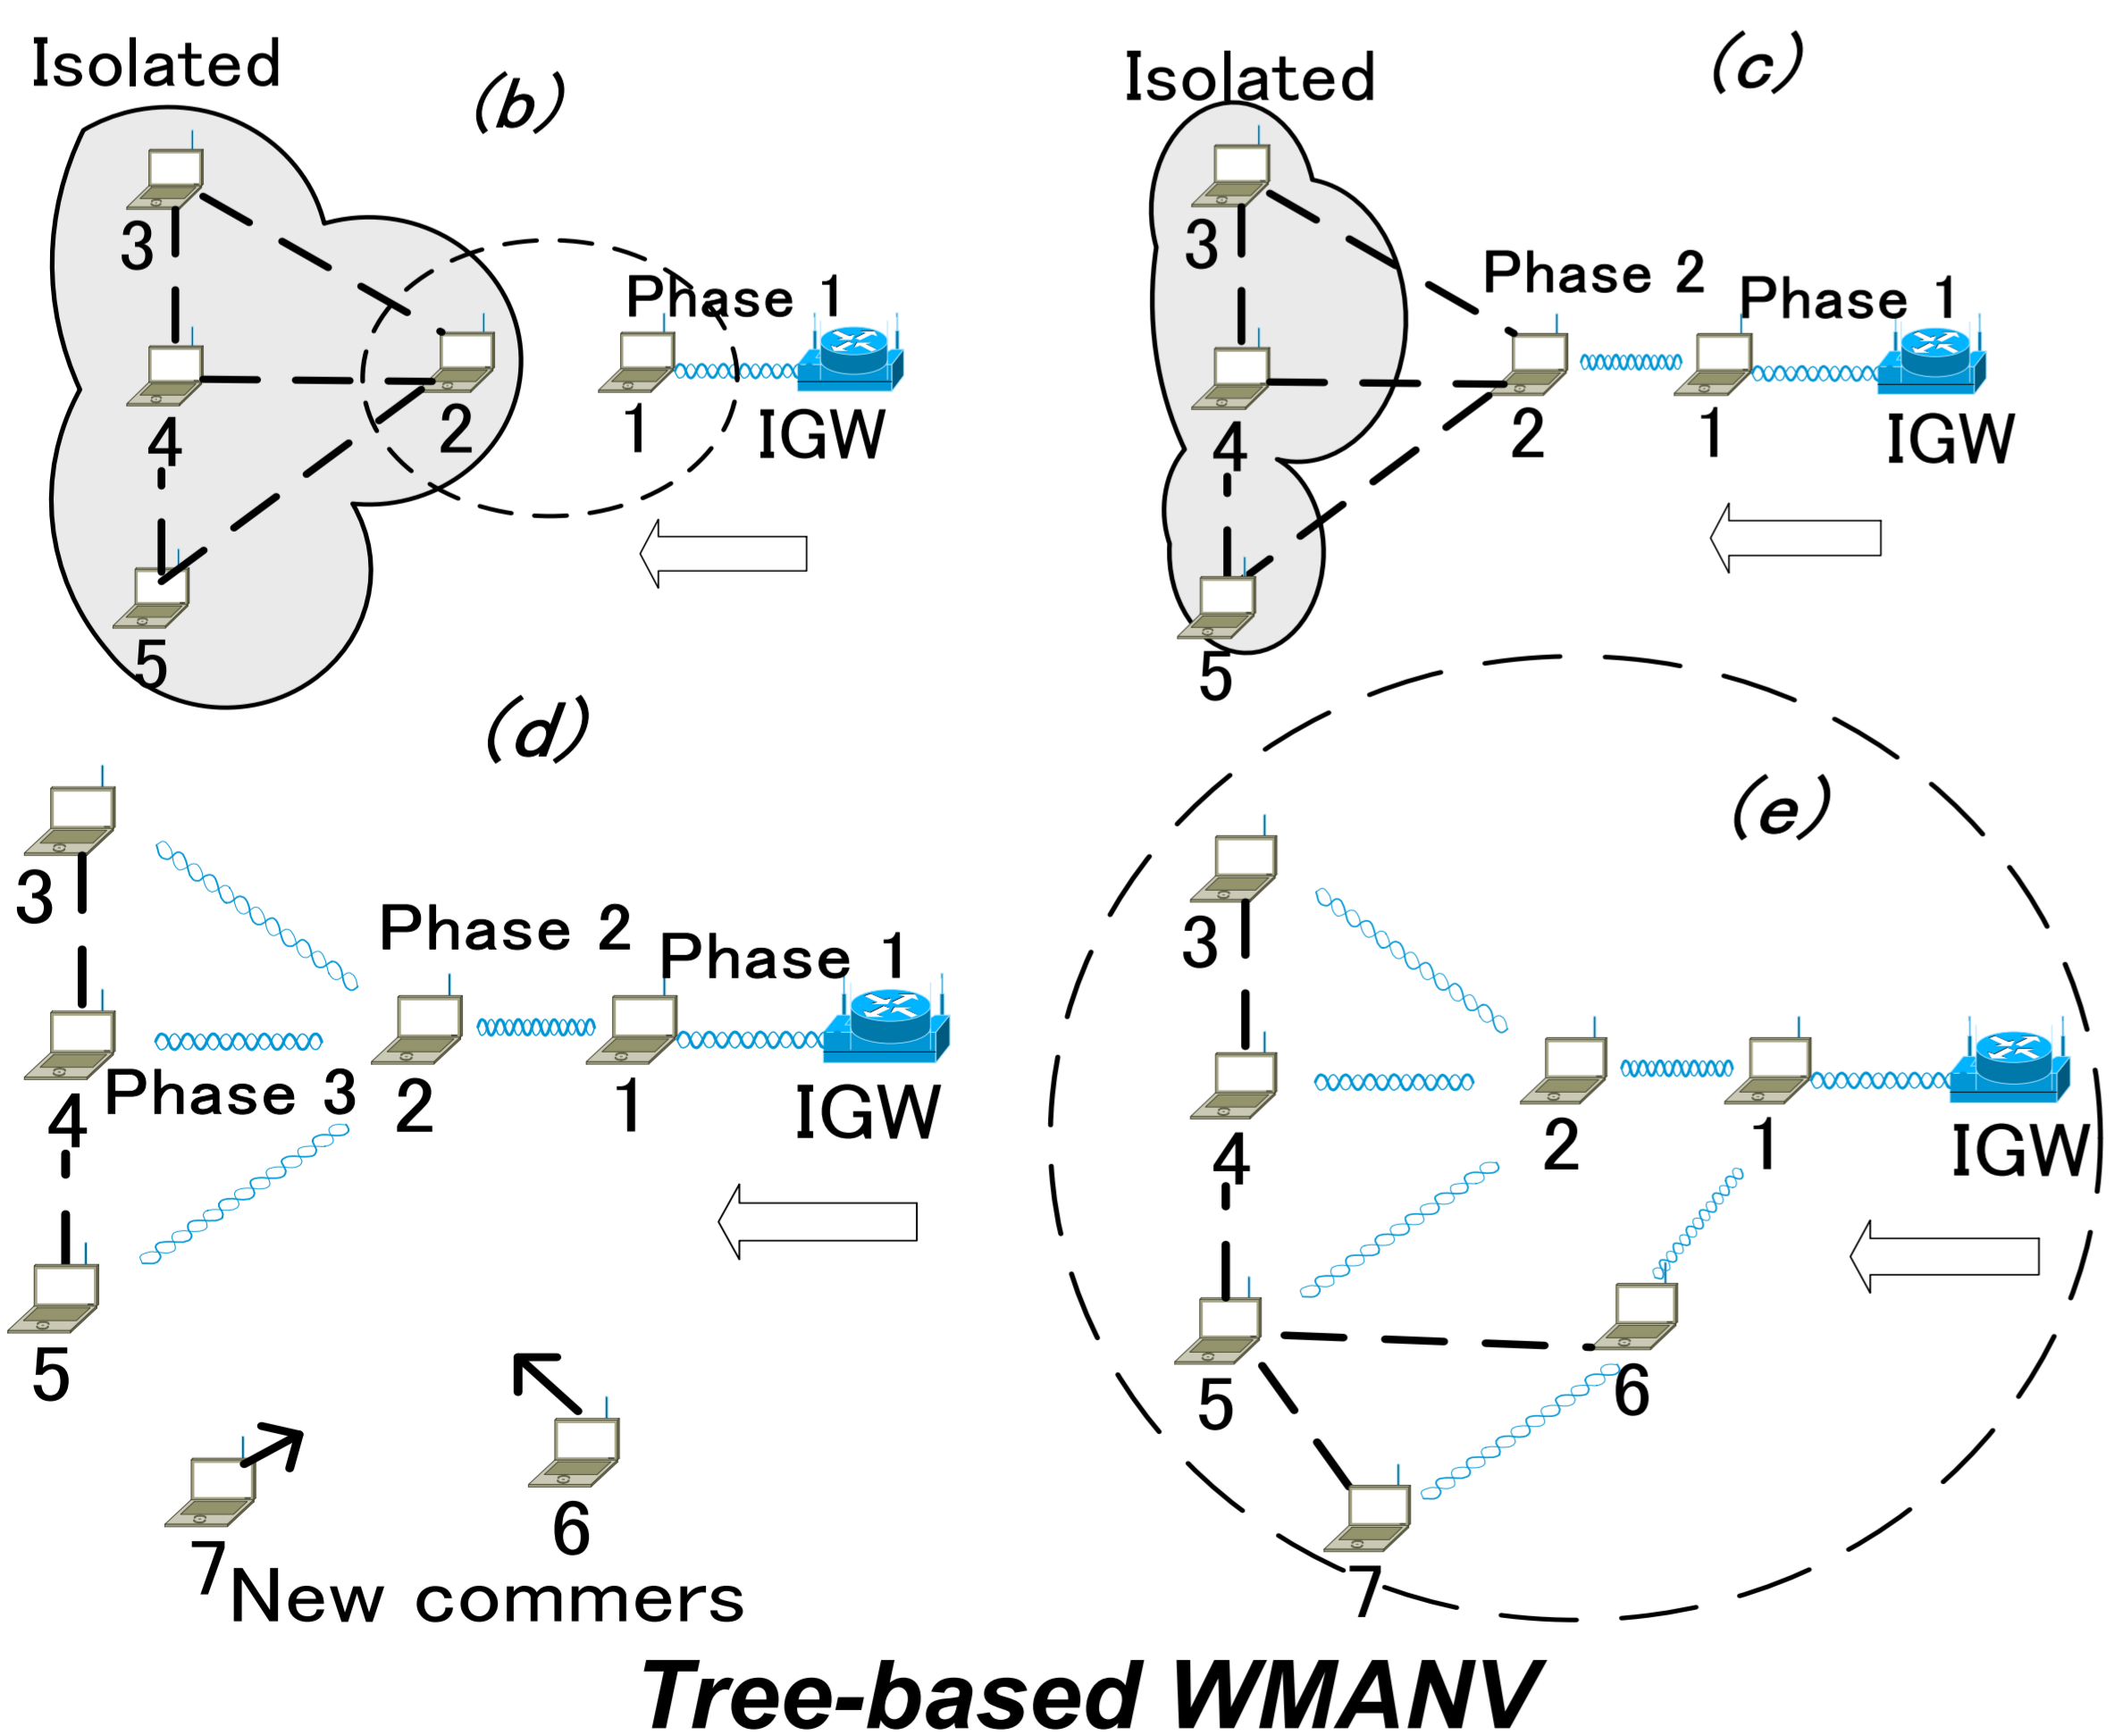 Isolated
(b)
3
Phase 1
4
2
1
IGW
5
Isolated
(c)
3
Phase 2
Phase 1
4
2
1
IGW
5
(d)
3
Phase 2
Phase 1
4
Phase 3
2
1
IGW
5
7
6
New commers
(e)
3
4
2
1
IGW
5
6
7
Tree-based WMANV